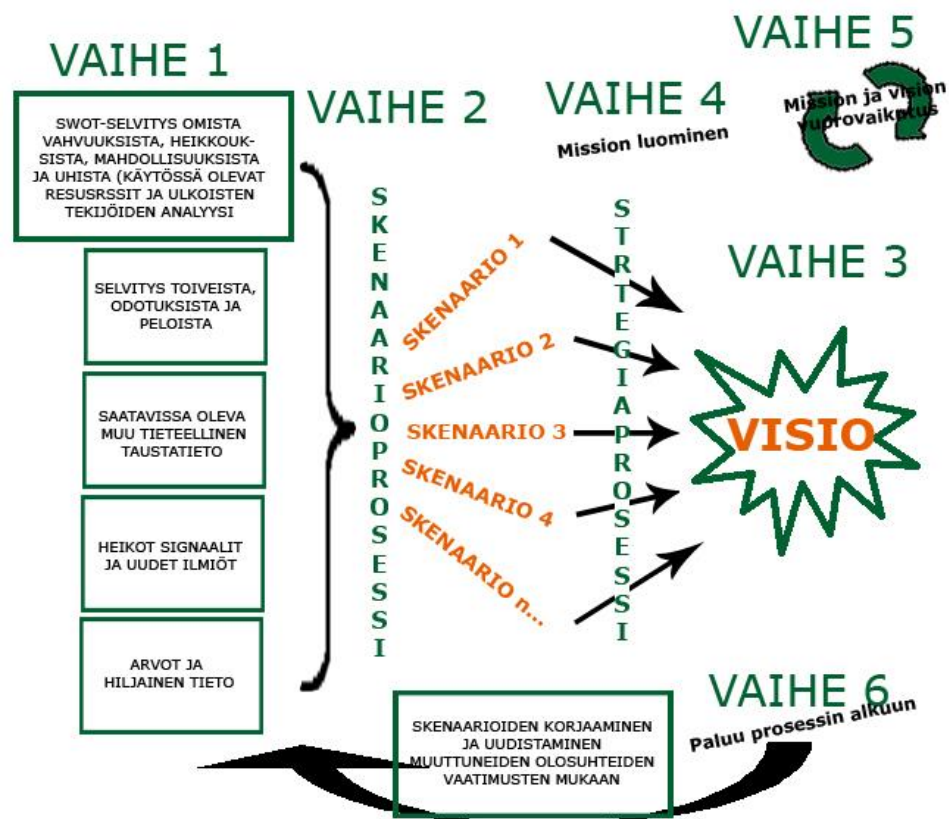 VAIHE 1
SWOT-SELVITYS OMISTA
VAHVUUKSISTA, HEIKKOUK-
SISTA, MAHDOLLISUUKSISTA
JA UHISTA (KÄYTÖSSÄ OLEVAT
RESUSRSSIT JA ULKOISTEN
TEKIJÖIDEN ANALYYSI
SELVITYS TOIVEISTA,
ODOTUKSISTA JA
PELOISTA
SAATAVISSA OLEVA
MUU TIETEELLINEN
TAUSTATIETO
HEIKOT SIGNAALIT
JA UUDET ILMIÖT
ARVOT JA
HILJAINEN TIETO
VAIHE 2
SKENAARIOPROSESSI
SKENAARIO 1
SKENAARIO 2
SKENAARIO 3
SKENAARIO 4
SKENAARIO n...
VAIHE 4
Mission luominen
STRTEGIAPROSESSI
VAIHE 5
Mission ja vision
vuorovaikutus
VAIHE 3
VISIO
VAIHE 6
Paluu prosessin alkuun
SKENAARIOIDEN KORJAAMINEN
JA UUDISTAMINEN
MUUTTUNEIDEN OLOSUHTEIDEN
VAATIMUSTEN MUKAAN